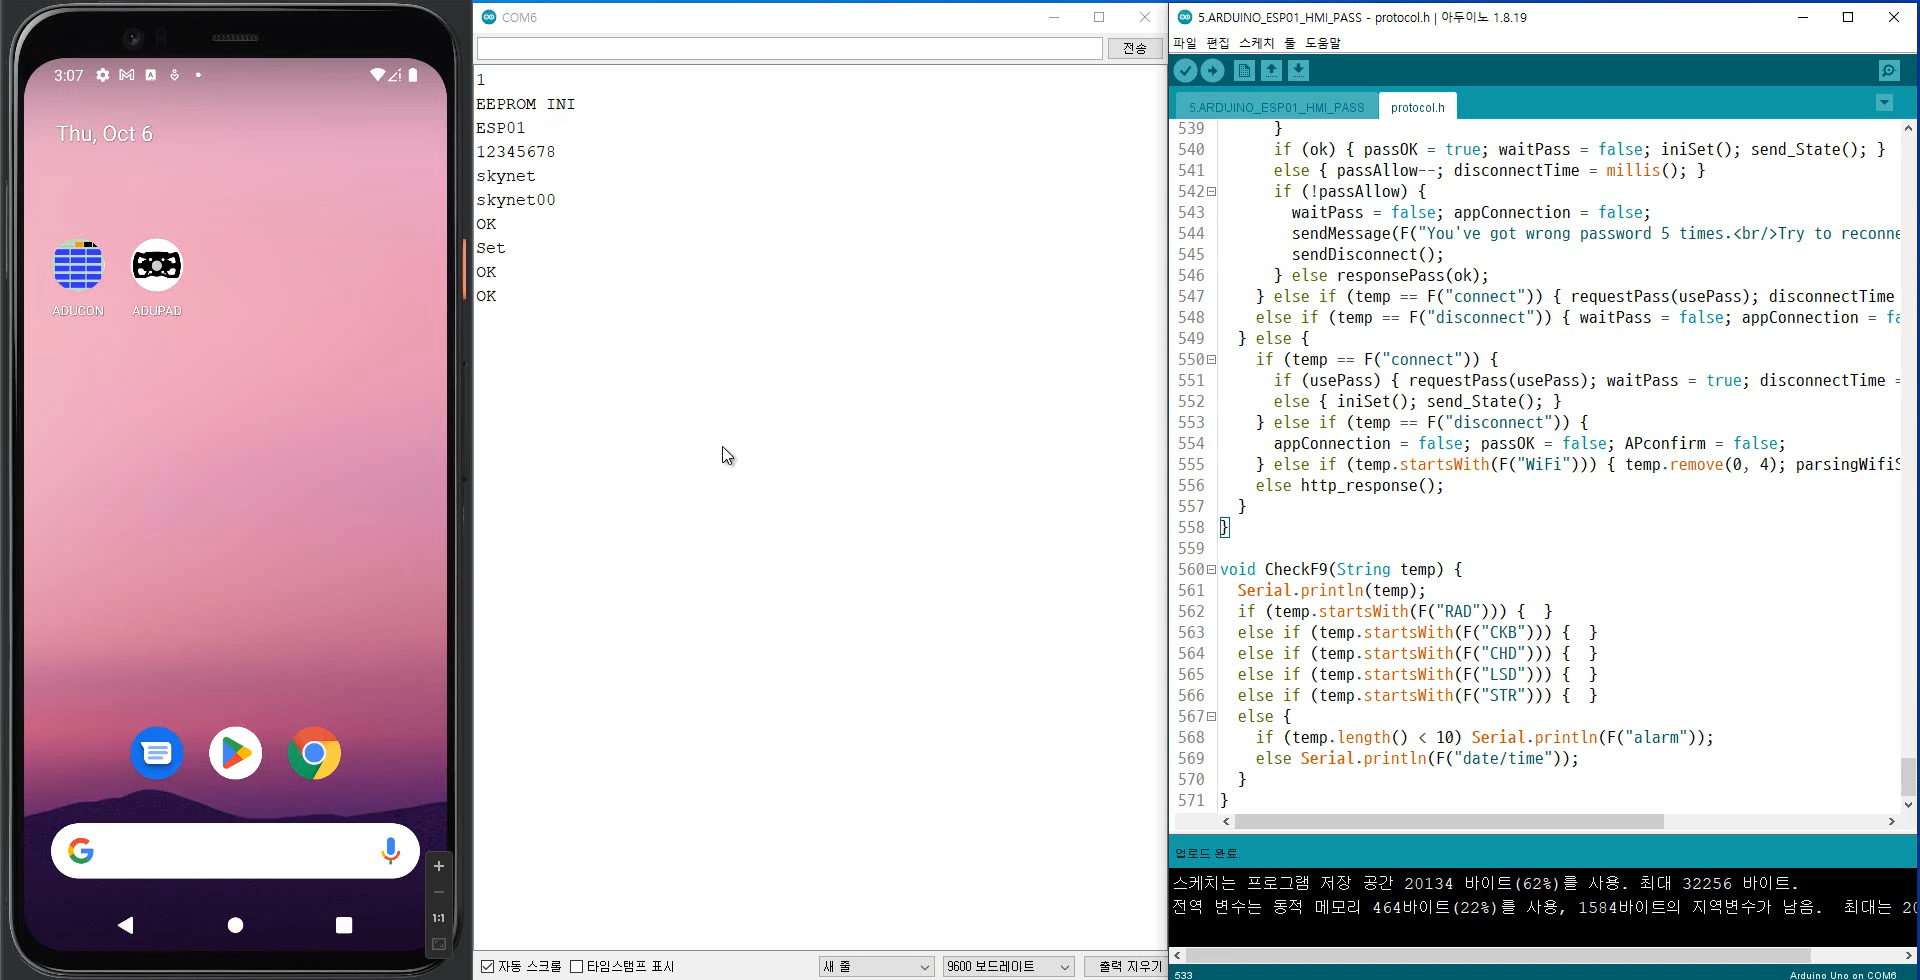 3:07
Thu, Oct 6
ADUCON
ADUPAD
1:1
COM6
전송
1
EEPROM INI
ESP01
12345678
skynet
skynet00
OK
Set
OK
OK
자동 스크롤
타임스탬프 표시
새 줄
9600 보드레이트
출력 지우기
5.ARDUINO_ESP01_HMI_PASS - protocol.h | 아두이노 1.8.19
파일 편집 스케치 툴 도움말
5.ARDUINO_ESP01_HMI_PASS
protocol.h
539 }
540 if (ok) { passOK = true; waitPass = false; iniSet(); send_State(); }
541 else { passAllow--; disconnectTime = millis(); }
542 if (!passAllow) {
543 waitPass = false; appConnection = false;
544 sendMessage(F("You've got wrong password 5 times.<br/>Try to reconne
545 sendDisconnect();
546 } else responsePass(ok);
547 } else if (temp == F("connect")) { requestPass(usePass); disconnectTime
548 else if (temp == F("disconnect")) { waitPass = false; appConnection = fa
549 } else {
550 if (temp == F("connect")) {
551 if (usePass) { requestPass(usePass); waitPass = true; disconnectTime =
552 else { iniSet(); send_State(); }
553 } else if (temp == F("disconnect")) {
554 appConnection = false; passOK = false; APconfirm = false;
555 } else if (temp.startsWith(F("WiFi"))) { temp.remove(0, 4); parsingWifiS
556 else http_response();
557 }
558 }
559
560 void CheckF9(String temp) {
561 Serial.println(temp);
562 if (temp.startsWith(F("RAD"))) { }
563 else if (temp.startsWith(F("CKB"))) { }
564 else if (temp.startsWith(F("CHD"))) { }
565 else if (temp.startsWith(F("LSD"))) { }
566 else if (temp.startsWith(F("STR"))) { }
567 else {
568 if (temp.length() < 10) Serial.println(F("alarm"));
569 else Serial.println(F("date/time"));
570 }
571 }
업로드 완료.
스케치는 프로그램 저장 공간 20134 바이트(62%)를 사용. 최대 32256 바이트.
전역 변수는 동적 메모리 464바이트(22%)를 사용, 1584바이트의 지역변수가 남음. 최대는 20
533
Arduino Uno on COM6